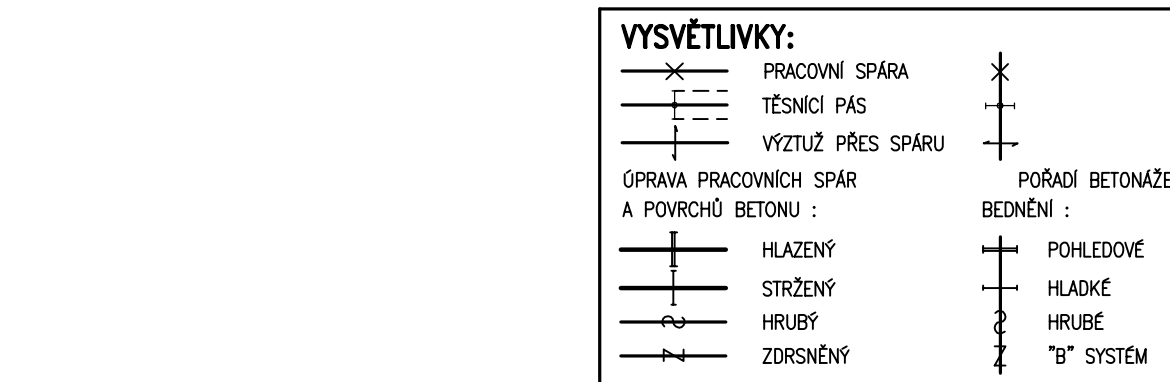 VYSVĚTLIVKY:
PRACOVNÍ SPÁRA
TĚSNÍCÍ PÁS
VÝZTUŽ PŘES SPÁRU
ÚPRAVA PRACOVNÍCH SPÁR
A POVRCHŮ BETONU :
HLAZENÝ
STRŽENÝ
HRUBÝ
ZDRSNĚNÝ
POŘADÍ BETONÁŽE
BEDNĚNÍ :
POHLEDOVÉ
HLADKÉ
HRUBÉ
"B" SYSTÉM